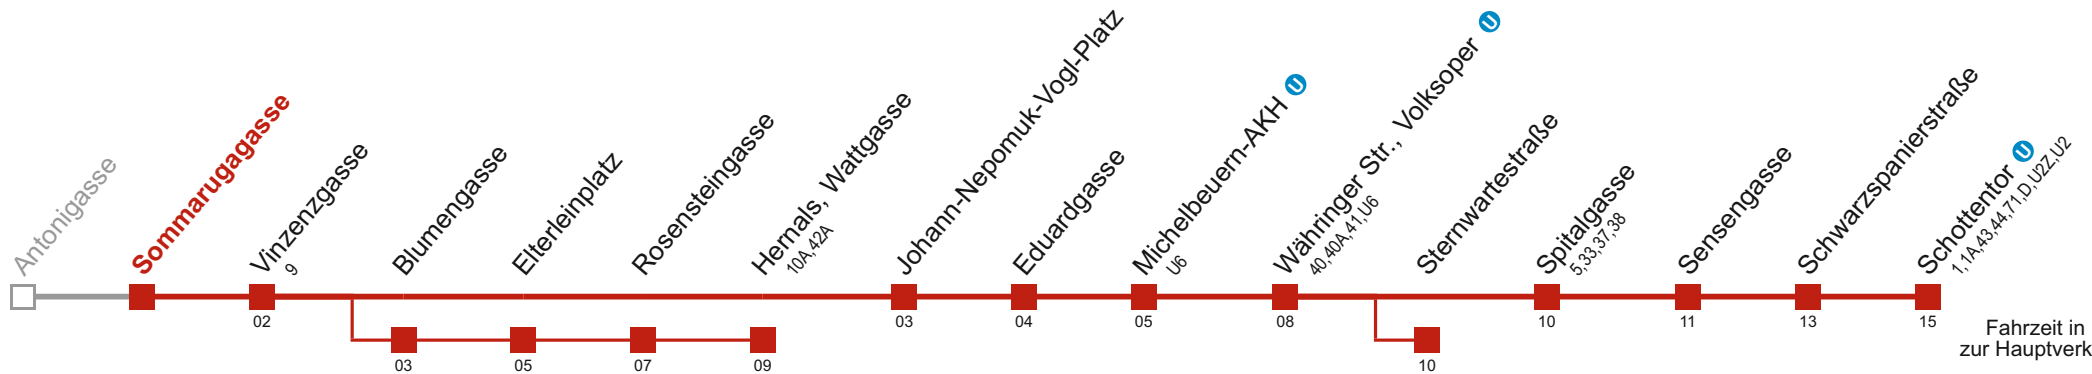 Antonigasse
Sommarugagasse
Vinzenzgasse
9
Blumengasse
Elterleinplatz
Rosensteingasse
Hernals, Wattgasse
10A,42A
Johann-Nepomuk-Vogl-Platz
Eduardgasse
Michelbeuern-AKH U
U6
Währinger Str., Volksoper U
40,40A,41,U6
Sternwartestraße
Spitalgasse
5,33,37,38
Sensengasse
Schwarzspanierstraße
Schottentor U
1,1A,43,44,71,D,U2Z,U2
02
03
04
05
08
10
11
13
15
03
05
07
09
10
Fahrzeit in
zur Hauptverk